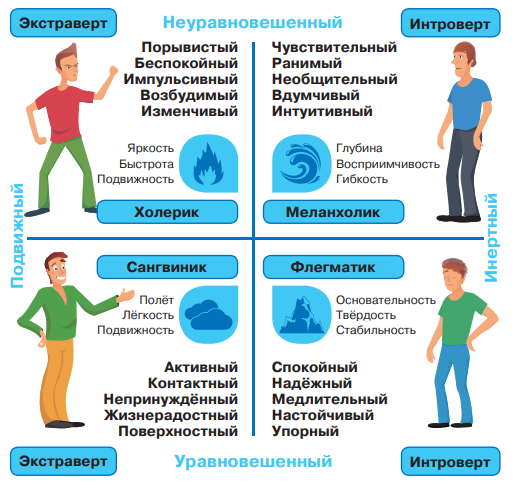 Экстраверт
Неуравновешенный
Интроверт
Порывистый
Беспокойный
Импульсивный
Возбудимый
Изменчивый
Чувствительный
Ранимый
Необщительный
Вдумчивый
Интуитивный
Яркость
Быстрота
Подвижность
Глубина
Восприимчивость
Гибкость
Холерик
Меланхолик
Подвижный
Инертный
Сангвиник
Флегматик
Полёт
Лёгкость
Подвижность
Основательность
Твёрдость
Стабильность
Активный
Контактный
Непринуждённый
Жизнерадостный
Поверхностный
Спокойный
Надёжный
Медлительный
Настойчивый
Упорный
Экстраверт
Уравновешенный
Интроверт